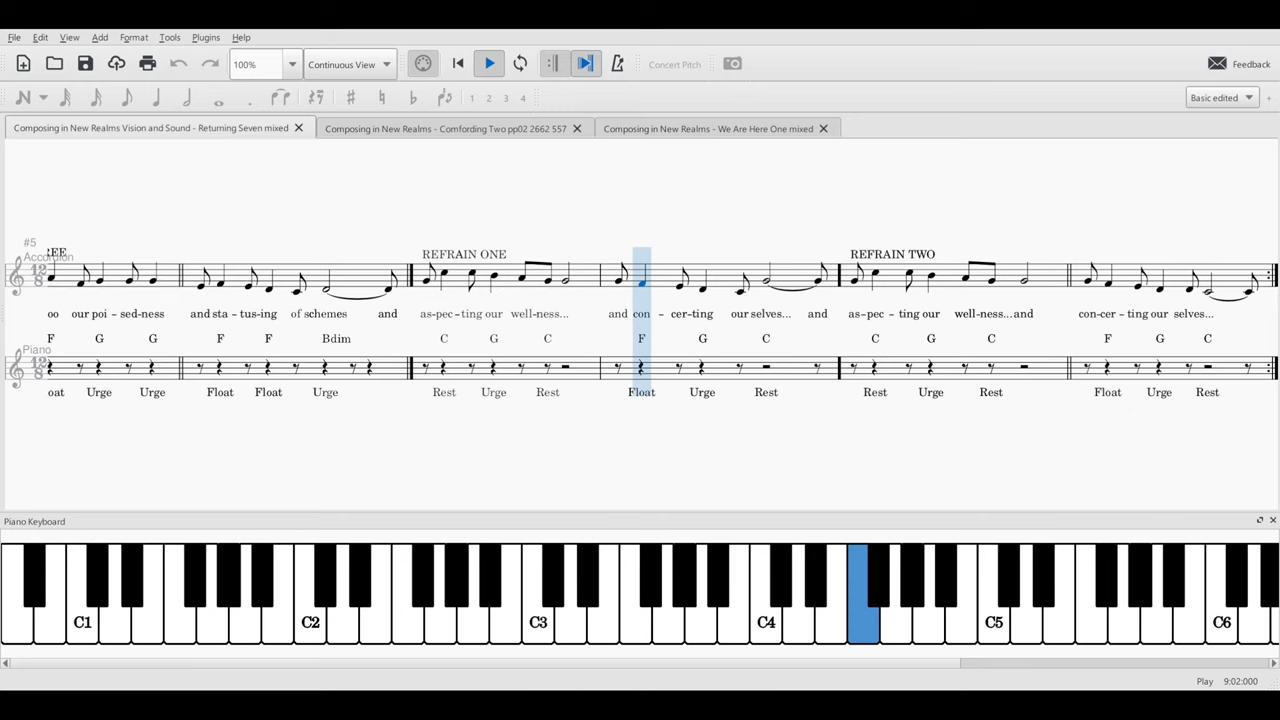 File Edit View Add Format Tools Plugins Help
100% Continuous View Concert Pitch Feedback
1 2 3 4 Basic edited
Composing in New Realms Vision and Sound - Returning Seven mixed Composing in New Realms - Comfording Two pp02 2662 557 Composing in New Realms - We Are Here One mixed
#5
REE REFRAIN ONE REFRAIN TWO
Accordion
12 8
oo our poi - sed-ness and sta - tus-ing of schemes and as-pec - ting our well-ness... and con - cer-ting our selves... and as-pec - ting our well-ness... and con-cer - ting our selves...
F G G F F Bdim C G C F G C C G C F G C
Piano
12 8
oat Urge Urge Float Float Urge Rest Urge Rest Float Urge Rest Rest Urge Rest Float Urge Rest
Piano Keyboard
C1 C2 C3 C4 C5 C6
Play 9:02:000